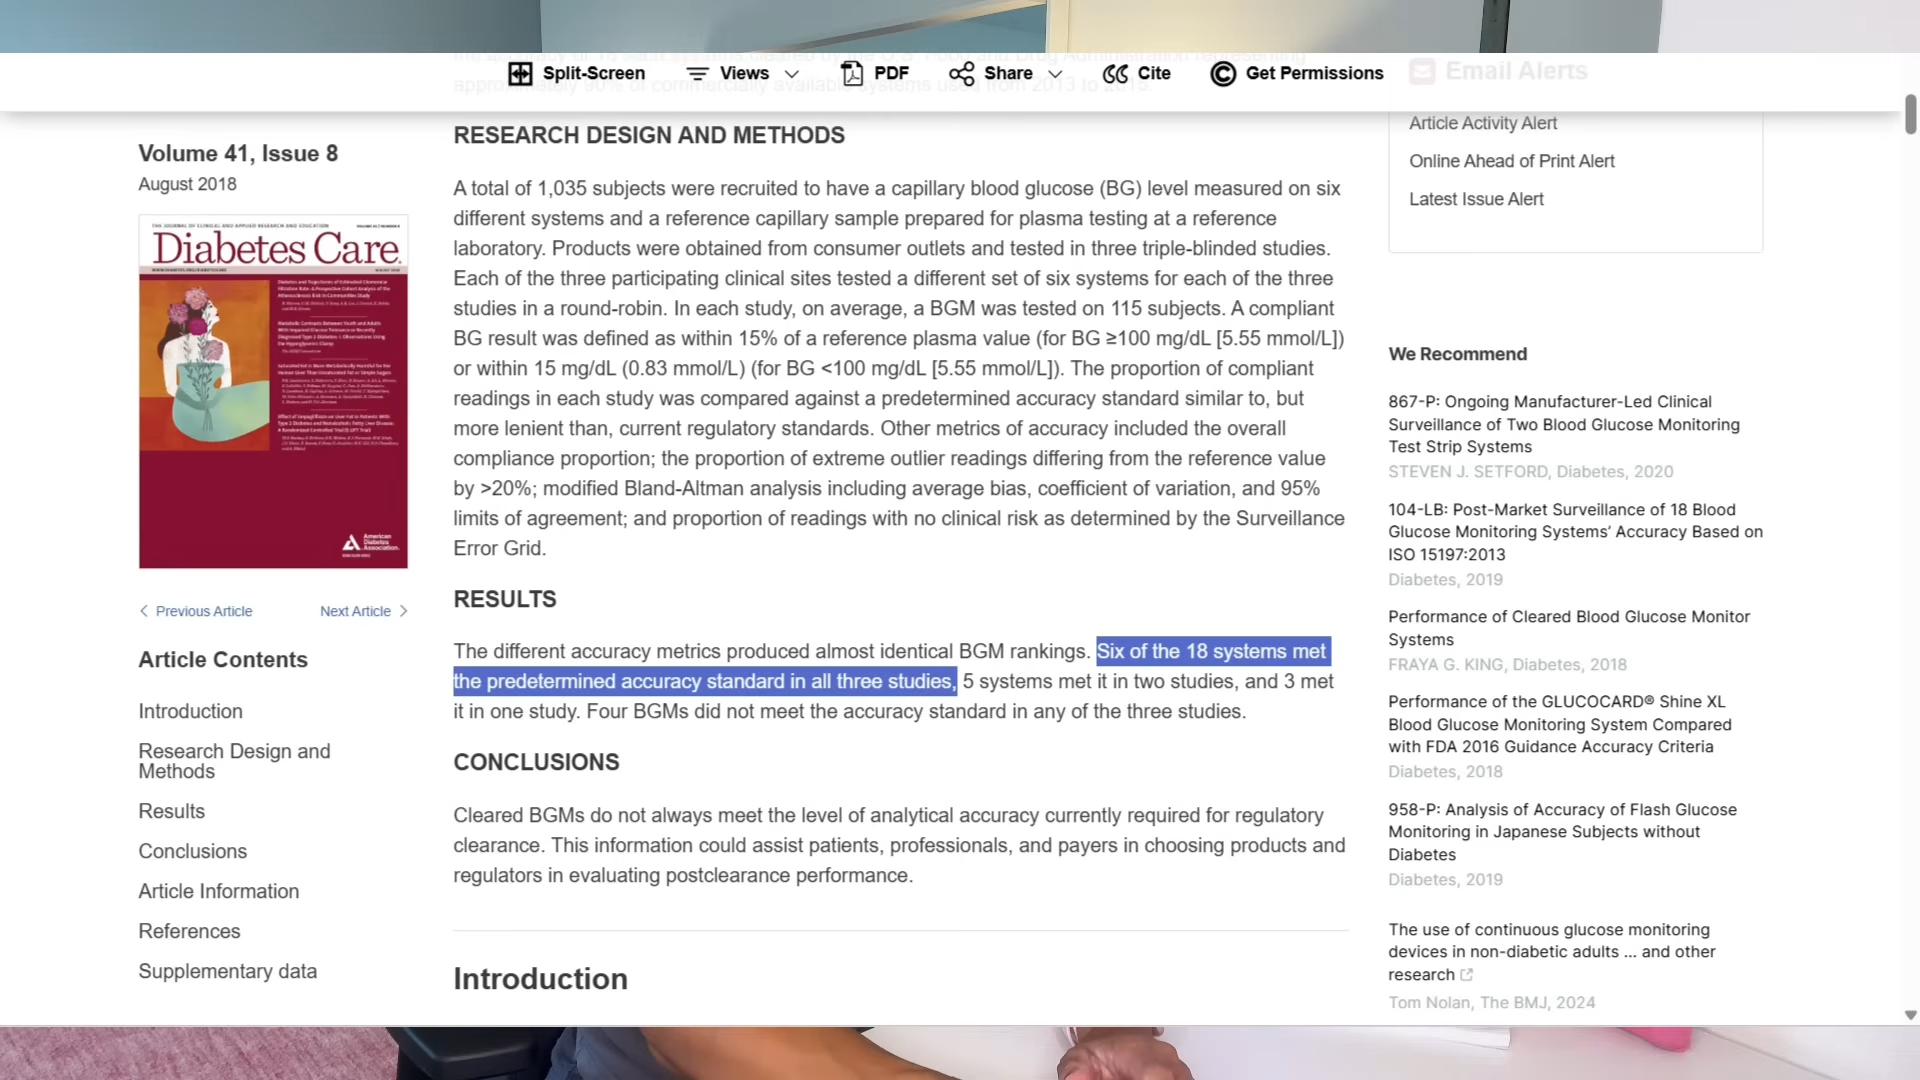 Split-Screen
Views
PDF
Share
Cite
Get Permissions
Email Alerts
Volume 41, Issue 8
August 2018
Diabetes Care
American
Diabetes
Association
Previous Article
Next Article
Article Contents
Introduction
Research Design and
Methods
Results
Conclusions
Article Information
References
Supplementary data
approximately 90% of commercially available systems used from 2013 to 2015.
RESEARCH DESIGN AND METHODS
A total of 1,035 subjects were recruited to have a capillary blood glucose (BG) level measured on six
different systems and a reference capillary sample prepared for plasma testing at a reference
laboratory. Products were obtained from consumer outlets and tested in three triple-blinded studies.
Each of the three participating clinical sites tested a different set of six systems for each of the three
studies in a round-robin. In each study, on average, a BGM was tested on 115 subjects. A compliant
BG result was defined as within 15% of a reference plasma value (for BG ≥100 mg/dL [5.55 mmol/L])
or within 15 mg/dL (0.83 mmol/L) (for BG <100 mg/dL [5.55 mmol/L]). The proportion of compliant
readings in each study was compared against a predetermined accuracy standard similar to, but
more lenient than, current regulatory standards. Other metrics of accuracy included the overall
compliance proportion; the proportion of extreme outlier readings differing from the reference value
by >20%; modified Bland-Altman analysis including average bias, coefficient of variation, and 95%
limits of agreement; and proportion of readings with no clinical risk as determined by the Surveillance
Error Grid.
RESULTS
The different accuracy metrics produced almost identical BGM rankings. Six of the 18 systems met
the predetermined accuracy standard in all three studies, 5 systems met it in two studies, and 3 met
it in one study. Four BGMs did not meet the accuracy standard in any of the three studies.
CONCLUSIONS
Cleared BGMs do not always meet the level of analytical accuracy currently required for regulatory
clearance. This information could assist patients, professionals, and payers in choosing products and
regulators in evaluating postclearance performance.
Introduction
Article Activity Alert
Online Ahead of Print Alert
Latest Issue Alert
We Recommend
867-P: Ongoing Manufacturer-Led Clinical
Surveillance of Two Blood Glucose Monitoring
Test Strip Systems
STEVEN J. SETFORD, Diabetes, 2020
104-LB: Post-Market Surveillance of 18 Blood
Glucose Monitoring Systems’ Accuracy Based on
ISO 15197:2013
Diabetes, 2019
Performance of Cleared Blood Glucose Monitor
Systems
FRAYA G. KING, Diabetes, 2018
Performance of the GLUCOCARD® Shine XL
Blood Glucose Monitoring System Compared
with FDA 2016 Guidance Accuracy Criteria
Diabetes, 2018
958-P: Analysis of Accuracy of Flash Glucose
Monitoring in Japanese Subjects without
Diabetes
Diabetes, 2019
The use of continuous glucose monitoring
devices in non-diabetic adults ... and other
research
Tom Nolan, The BMJ, 2024